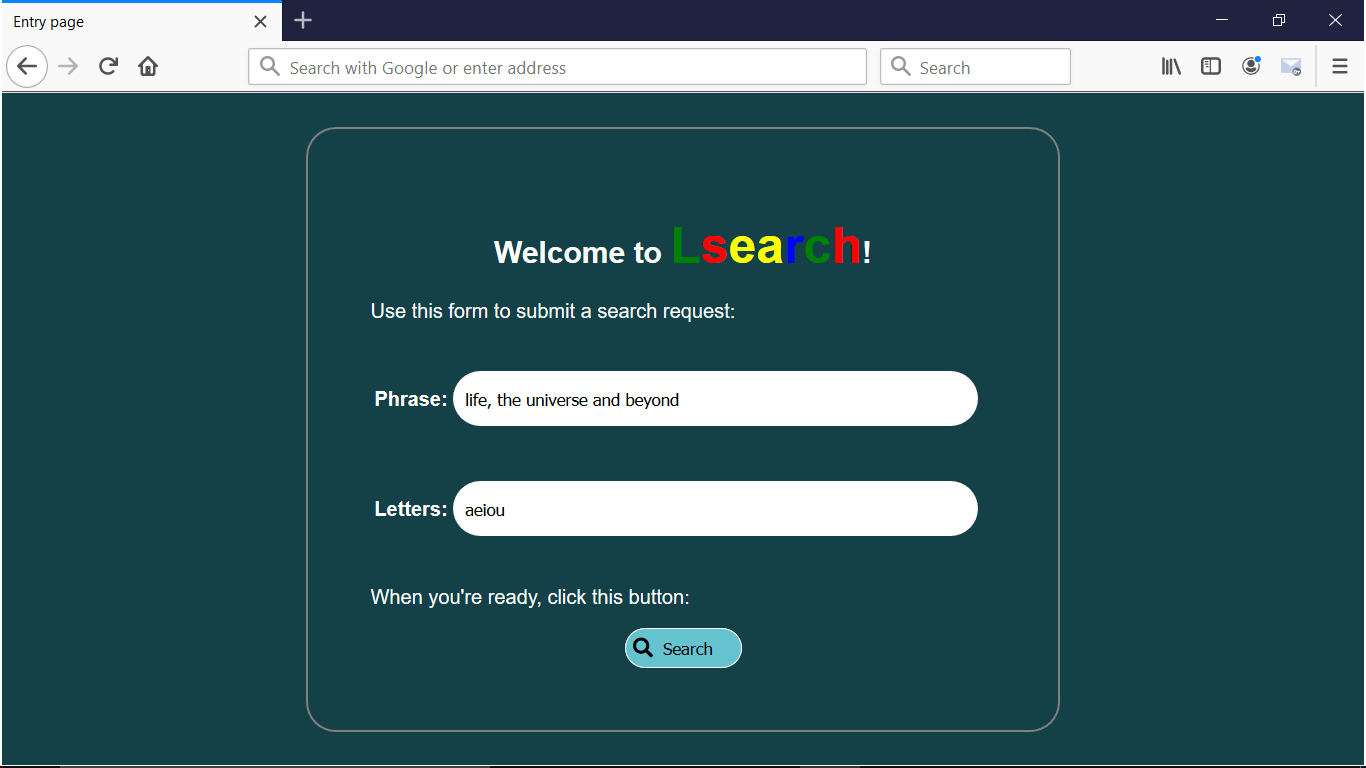 Entry page
Search with Google or enter address
Search
Welcome to Lsearch!
Use this form to submit a search request:
Phrase: life, the universe and beyond
Letters: aeiou
When you're ready, click this button:
Search